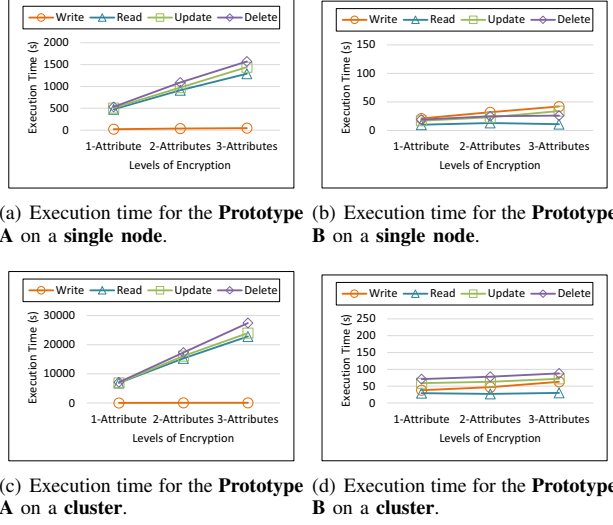 Write Read Update Delete
2000
1500
1000
500
0
Execution Time (s)
1-Attribute 2-Attributes 3-Attributes
Levels of Encryption
(a) Execution time for the Prototype
A on a single node.
Write Read Update Delete
150
100
50
0
Execution Time (s)
1-Attribute 2-Attributes 3-Attributes
Levels of Encryption
(b) Execution time for the Prototype
B on a single node.
Write Read Update Delete
30000
20000
10000
0
Execution Time (s)
1-Attribute 2-Attributes 3-Attributes
Levels of Encryption
(c) Execution time for the Prototype
A on a cluster.
Write Read Update Delete
250
200
150
100
50
0
Execution Time (s)
1-Attribute 2-Attributes 3-Attributes
Levels of Encryption
(d) Execution time for the Prototype
B on a cluster.